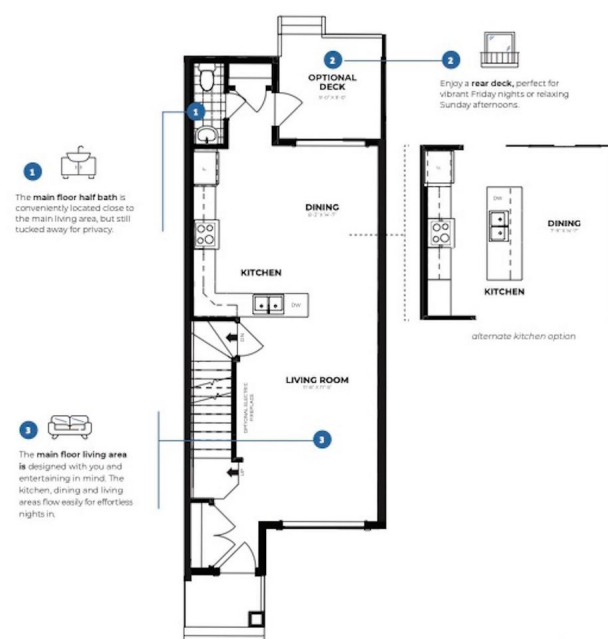 2
OPTIONAL
DECK
2
Enjoy a rear deck, perfect for
vibrant Friday nights or relaxing
Sunday afternoons.
1
1
The main floor half bath is
conveniently located close to
the main living area, but still
tucked away for privacy.
DINING
KITCHEN
DW
DW
DINING
KITCHEN
alternate kitchen option
DN
LIVING ROOM
OPTIONAL ELECTRIC
FIREPLACE
3
3
UP
The main floor living area
is designed with you and
entertaining in mind. The
kitchen, dining and living
areas flow easily for effortless
nights in.